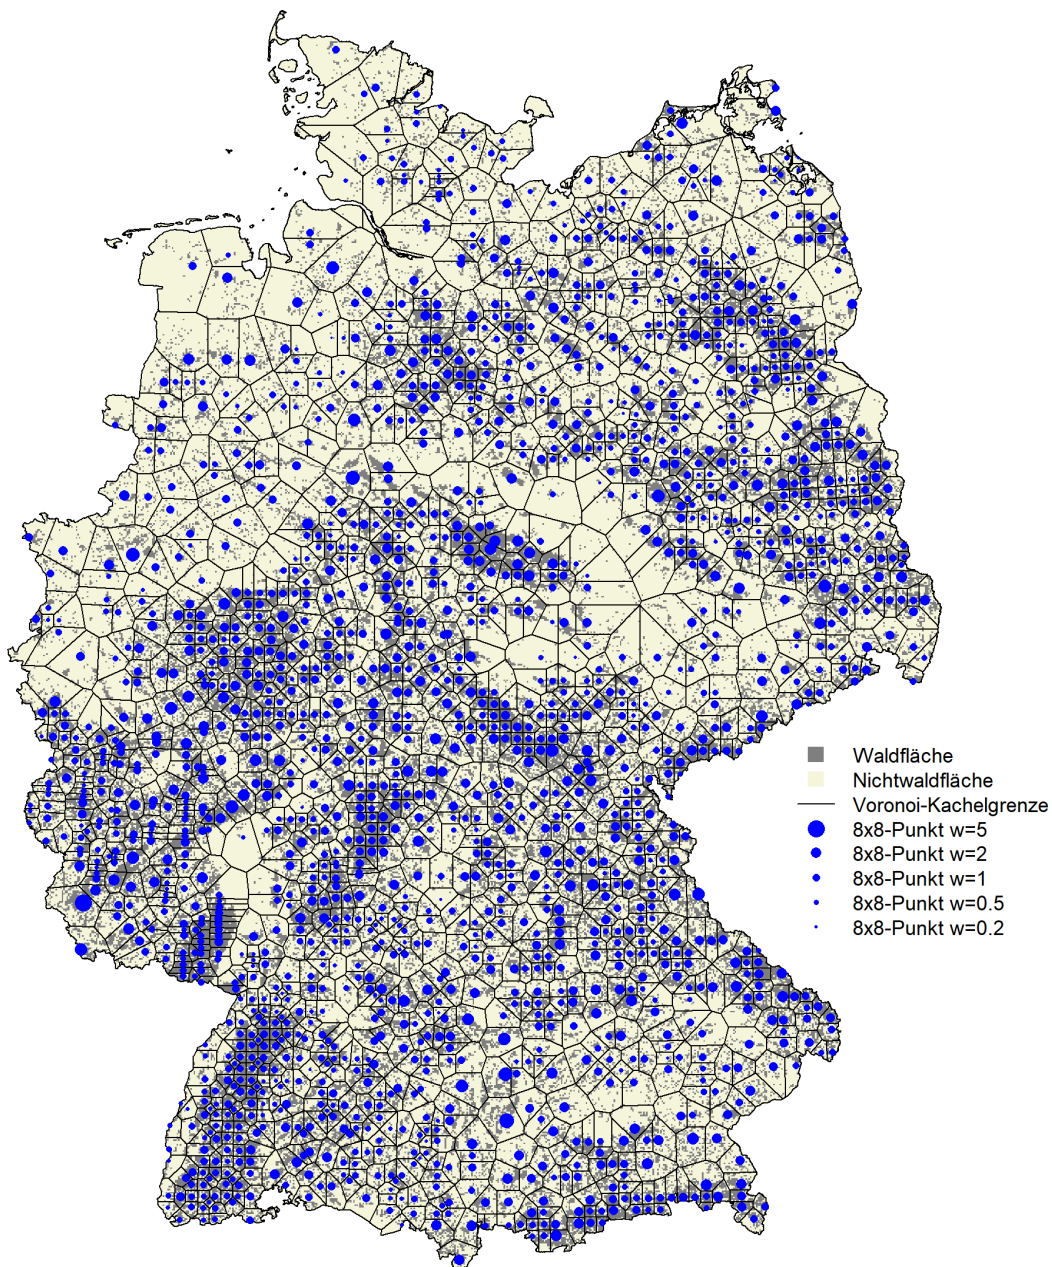 Waldfläche
Nichtwaldfläche
Voronoi-Kachelgrenze
8x8-Punkt w=5
8x8-Punkt w=2
8x8-Punkt w=1
8x8-Punkt w=0.5
8x8-Punkt w=0.2